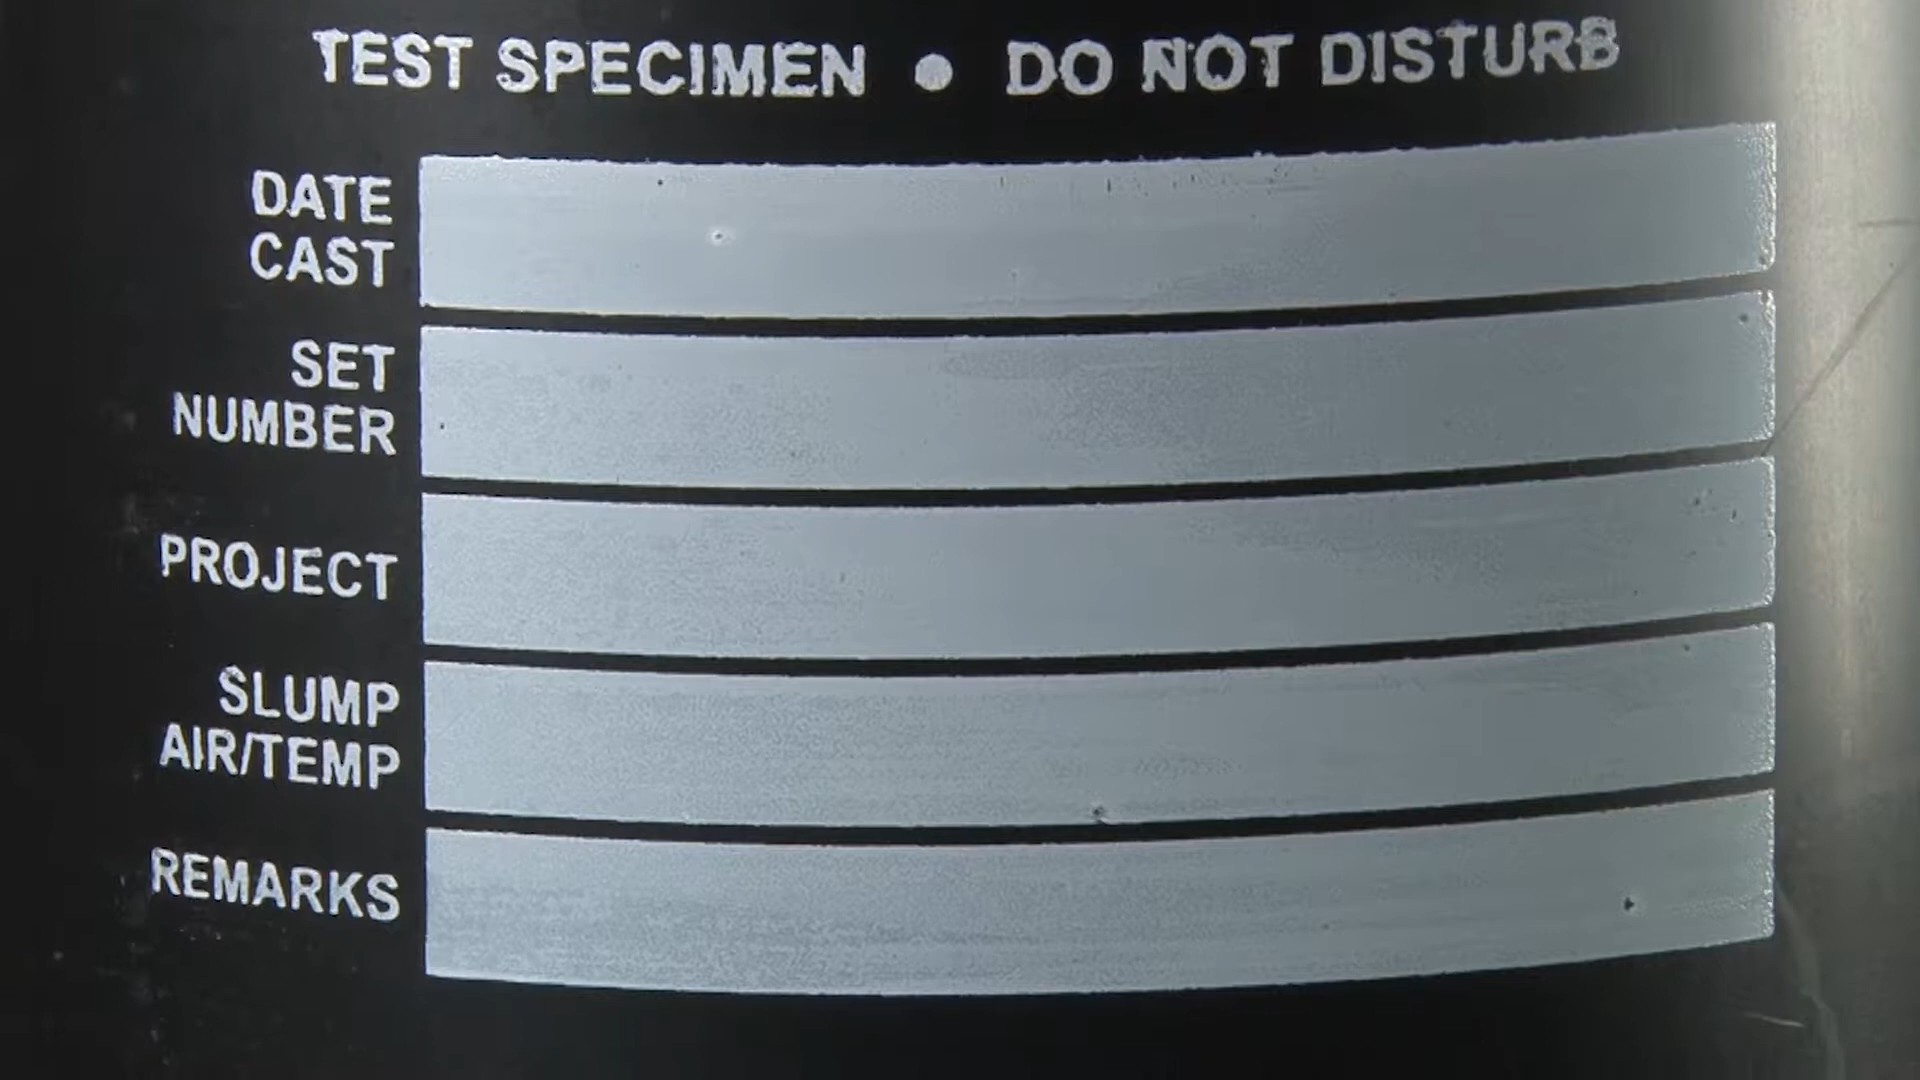 TEST SPECIMEN ● DO NOT DISTURB
DATE
CAST
SET
NUMBER
PROJECT
SLUMP
AIR/TEMP
REMARKS